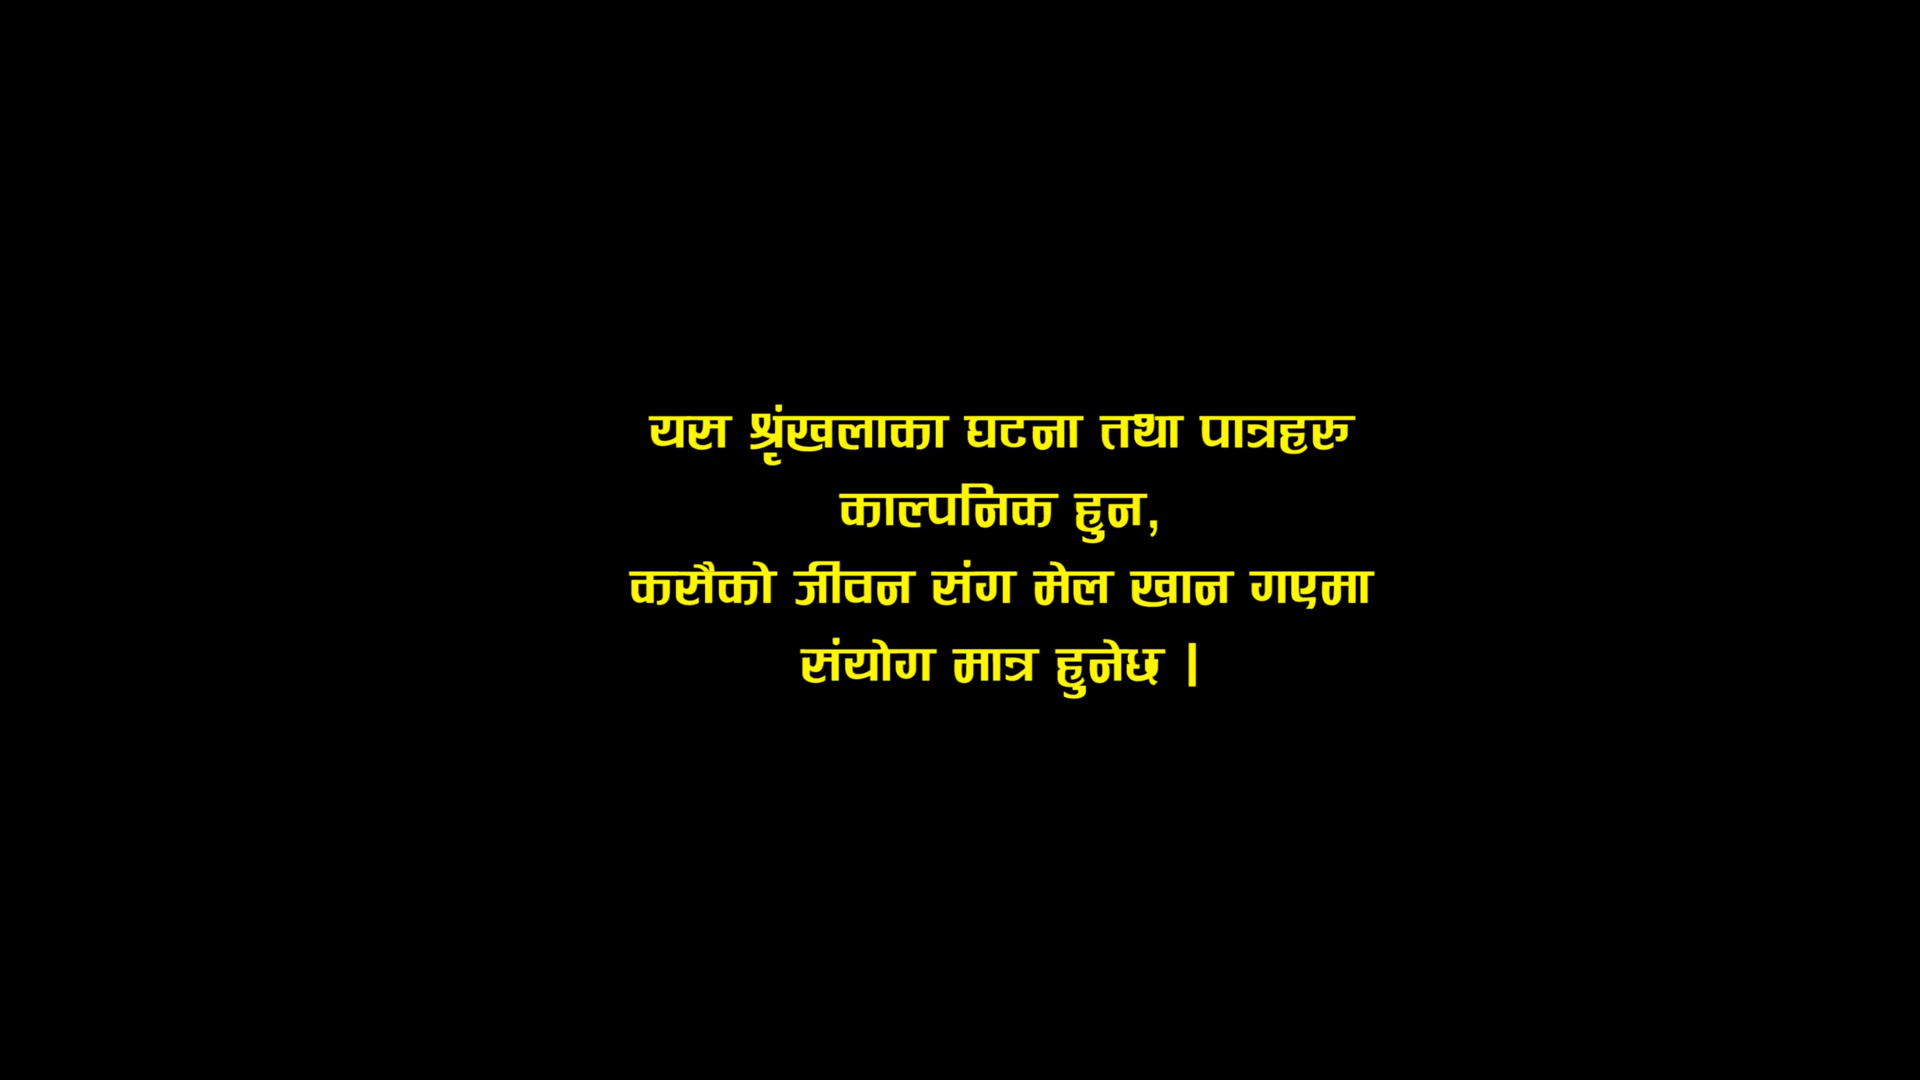 यस श्रृंखलाका घटना तथा पात्रहरु
काल्पनिक हुन,
कसैको जीवन संग मेल खान गएमा
संयोग मात्र हुनेछ |